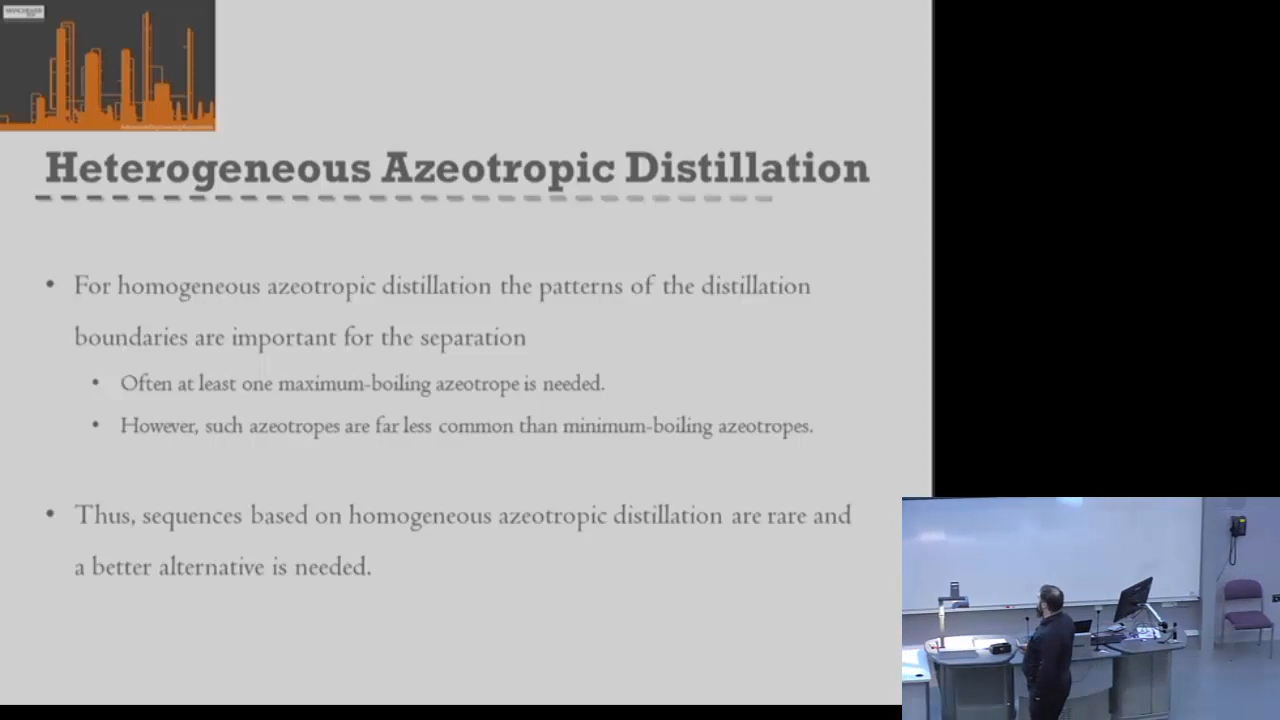 MANCHESTER
Heterogeneous Azeotropic Distillation
• For homogeneous azeotropic distillation the patterns of the distillation
boundaries are important for the separation
• Often at least one maximum-boiling azeotrope is needed.
• However, such azeotropes are far less common than minimum-boiling azeotropes.
• Thus, sequences based on homogeneous azeotropic distillation are rare and
a better alternative is needed.